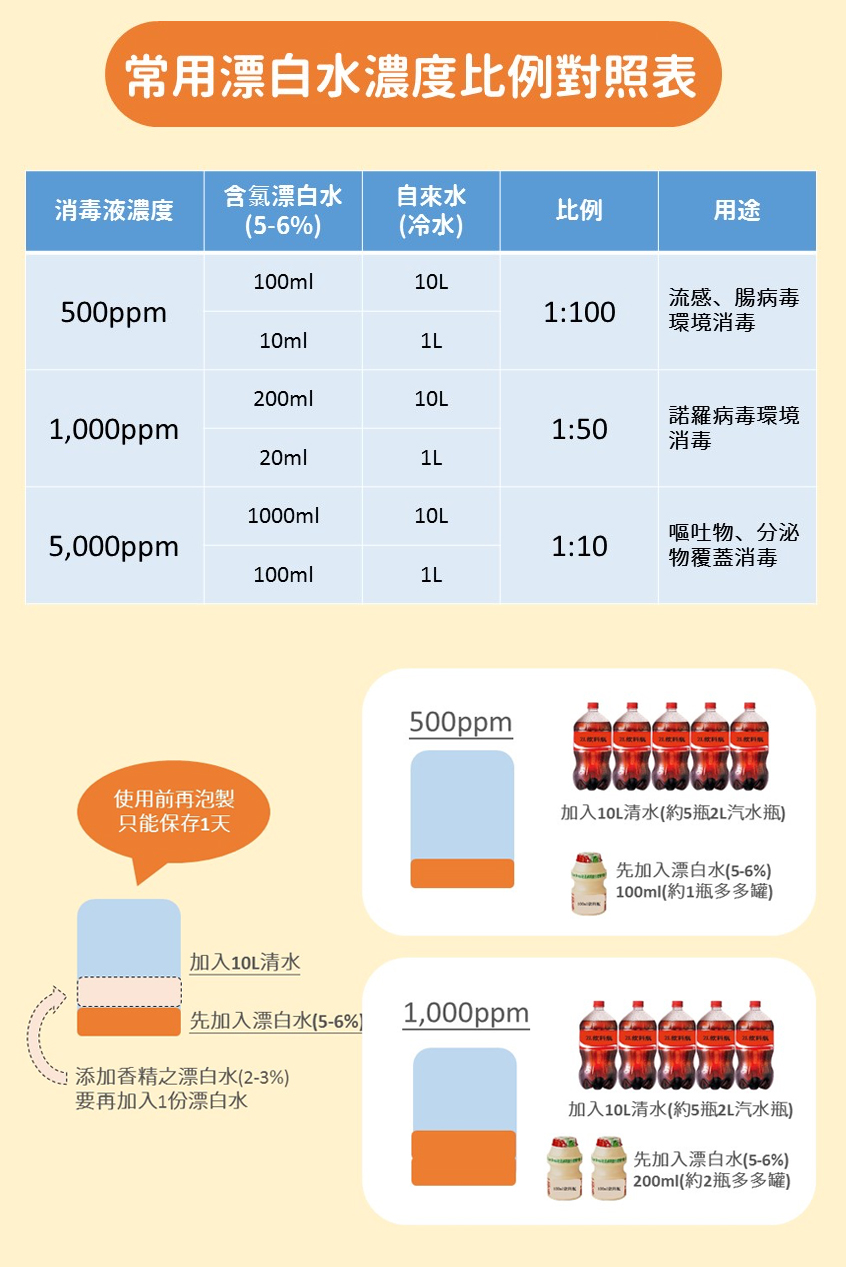 常用漂白水濃度比例對照表
消毒液濃度
含氯漂白水
(5-6%)
自來水
(冷水)
比例
用途
500ppm
100ml
10L
10ml
1L
1:100
流感、腸病毒
環境消毒
1,000ppm
200ml
10L
20ml
1L
1:50
諾羅病毒環境
消毒
5,000ppm
1000ml
10L
100ml
1L
1:10
嘔吐物、分泌
物覆蓋消毒
使用前再泡製
只能保存1天
加入10L清水
先加入漂白水(5-6%)
添加香精之漂白水(2-3%)
要再加入1份漂白水
500ppm
加入10L清水(約5瓶2L汽水瓶)
先加入漂白水(5-6%)
100ml(約1瓶多多罐)
1,000ppm
加入10L清水(約5瓶2L汽水瓶)
先加入漂白水(5-6%)
200ml(約2瓶多多罐)